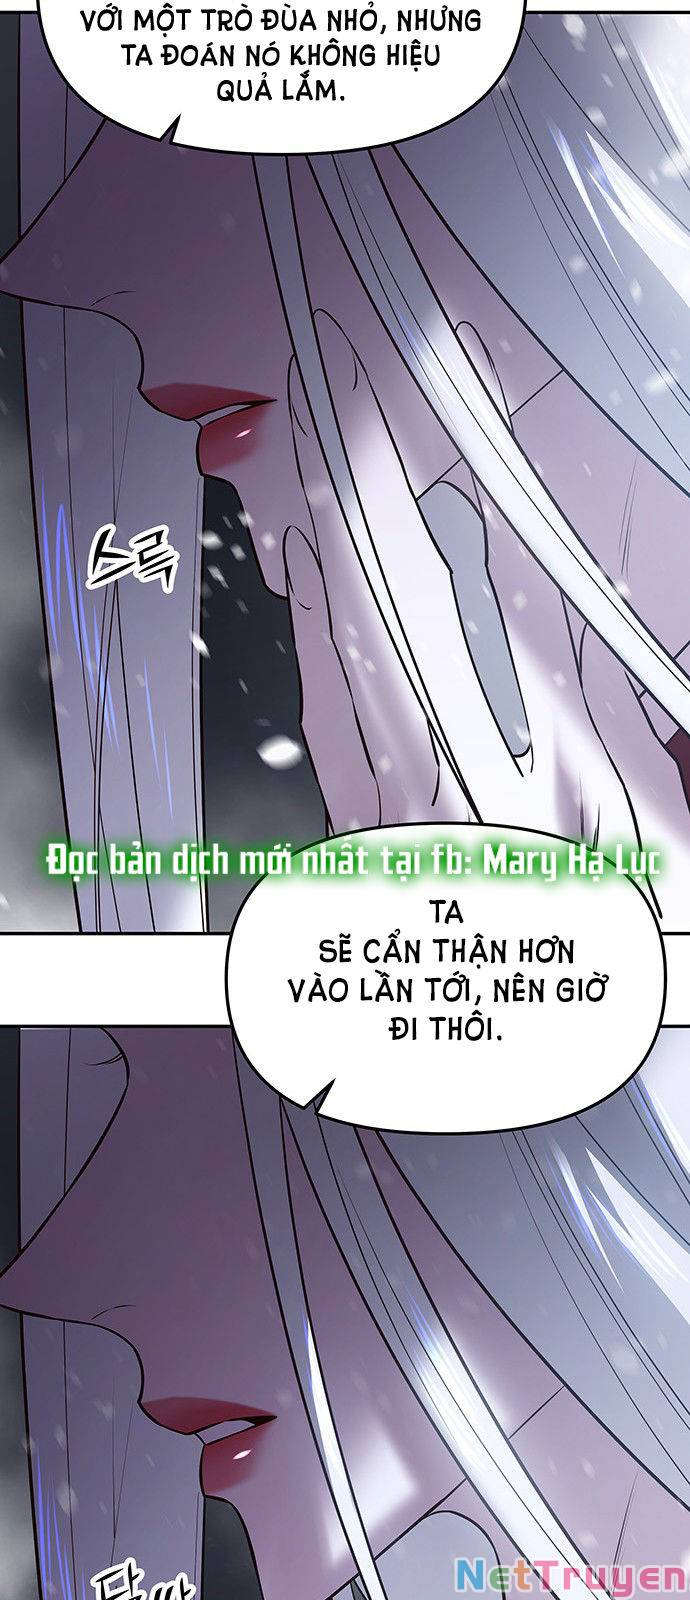 VỚI MỘT TRÒ ĐÙA NHỎ, NHƯNG
TA ĐOÁN NÓ KHÔNG HIỆU
QUẢ LẮM.
스륵
Đọc bản dịch mới nhất tại fb: Mary Hạ Lục
TA
SẼ CẨN THẬN HƠN
VÀO LẦN TỚI, NÊN GIỜ
ĐI THÔI.
NetTruyen